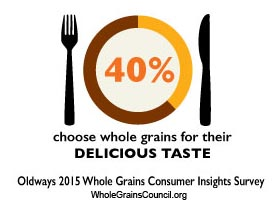 40%
choose whole grains for their
DELICIOUS TASTE
Oldways 2015 Whole Grains Consumer Insights Survey
WholeGrainsCouncil.org